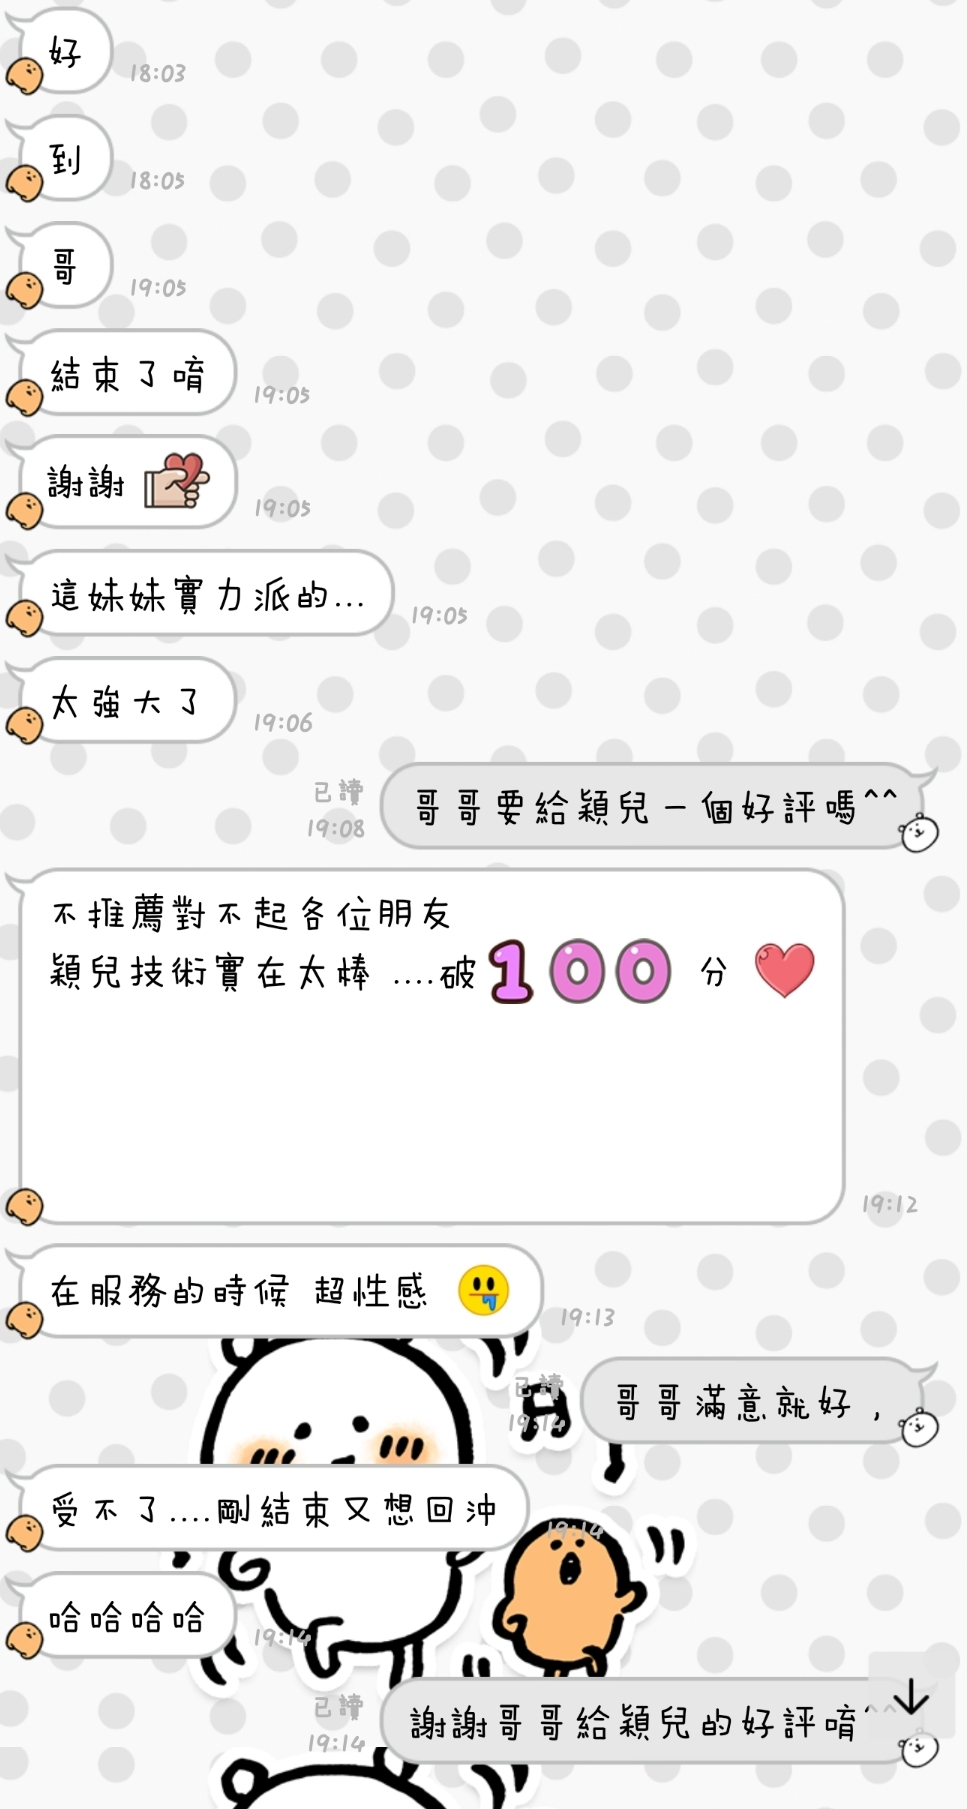 好
18:03
到
18:05
哥
19:05
結束了唷
19:05
謝謝
19:05
這妹妹實力派的...
19:05
太強大了
19:06
已讀
19:08
哥哥要給穎兒一個好評嗎^^
不推薦對不起各位朋友
穎兒技術實在太棒 ....破100 分
19:12
在服務的時候 超性感
19:13
已讀
19:14
哥哥滿意就好，
受不了....剛結束又想回沖
19:14
哈哈哈哈
19:14
已讀
19:14
謝謝哥哥給穎兒的好評唷^^